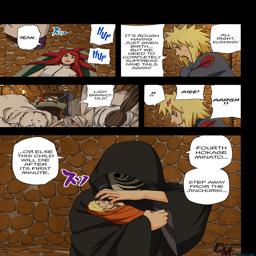 ALL
RIGHT,
KUSHINA!
IT'S ROUGH
HAVING
JUST GIVEN
BIRTH...
BUT WE
NEED TO
COMPLETELY
SUPPRESS
NINE TAILS
AGAIN!
HUF
HUF
!!
AIEE!
AARGH
LADY
BIWAKO!
TAJI!
FOURTH
HOKAGE
MINATO...
STEP AWAY
FROM THE
JINCHURIKI...
...OR ELSE
THIS CHILD
WILL DIE
AFTER ITS
FIRST
MINUTE.